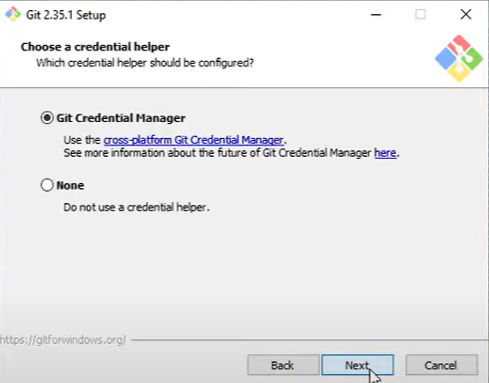 Git 2.35.1 Setup
Choose a credential helper
Which credential helper should be configured?
Git Credential Manager
Use the cross-platform Git Credential Manager.
See more information about the future of Git Credential Manager here.
None
Do not use a credential helper.
https://gitforwindows.org/
Back
Next
Cancel